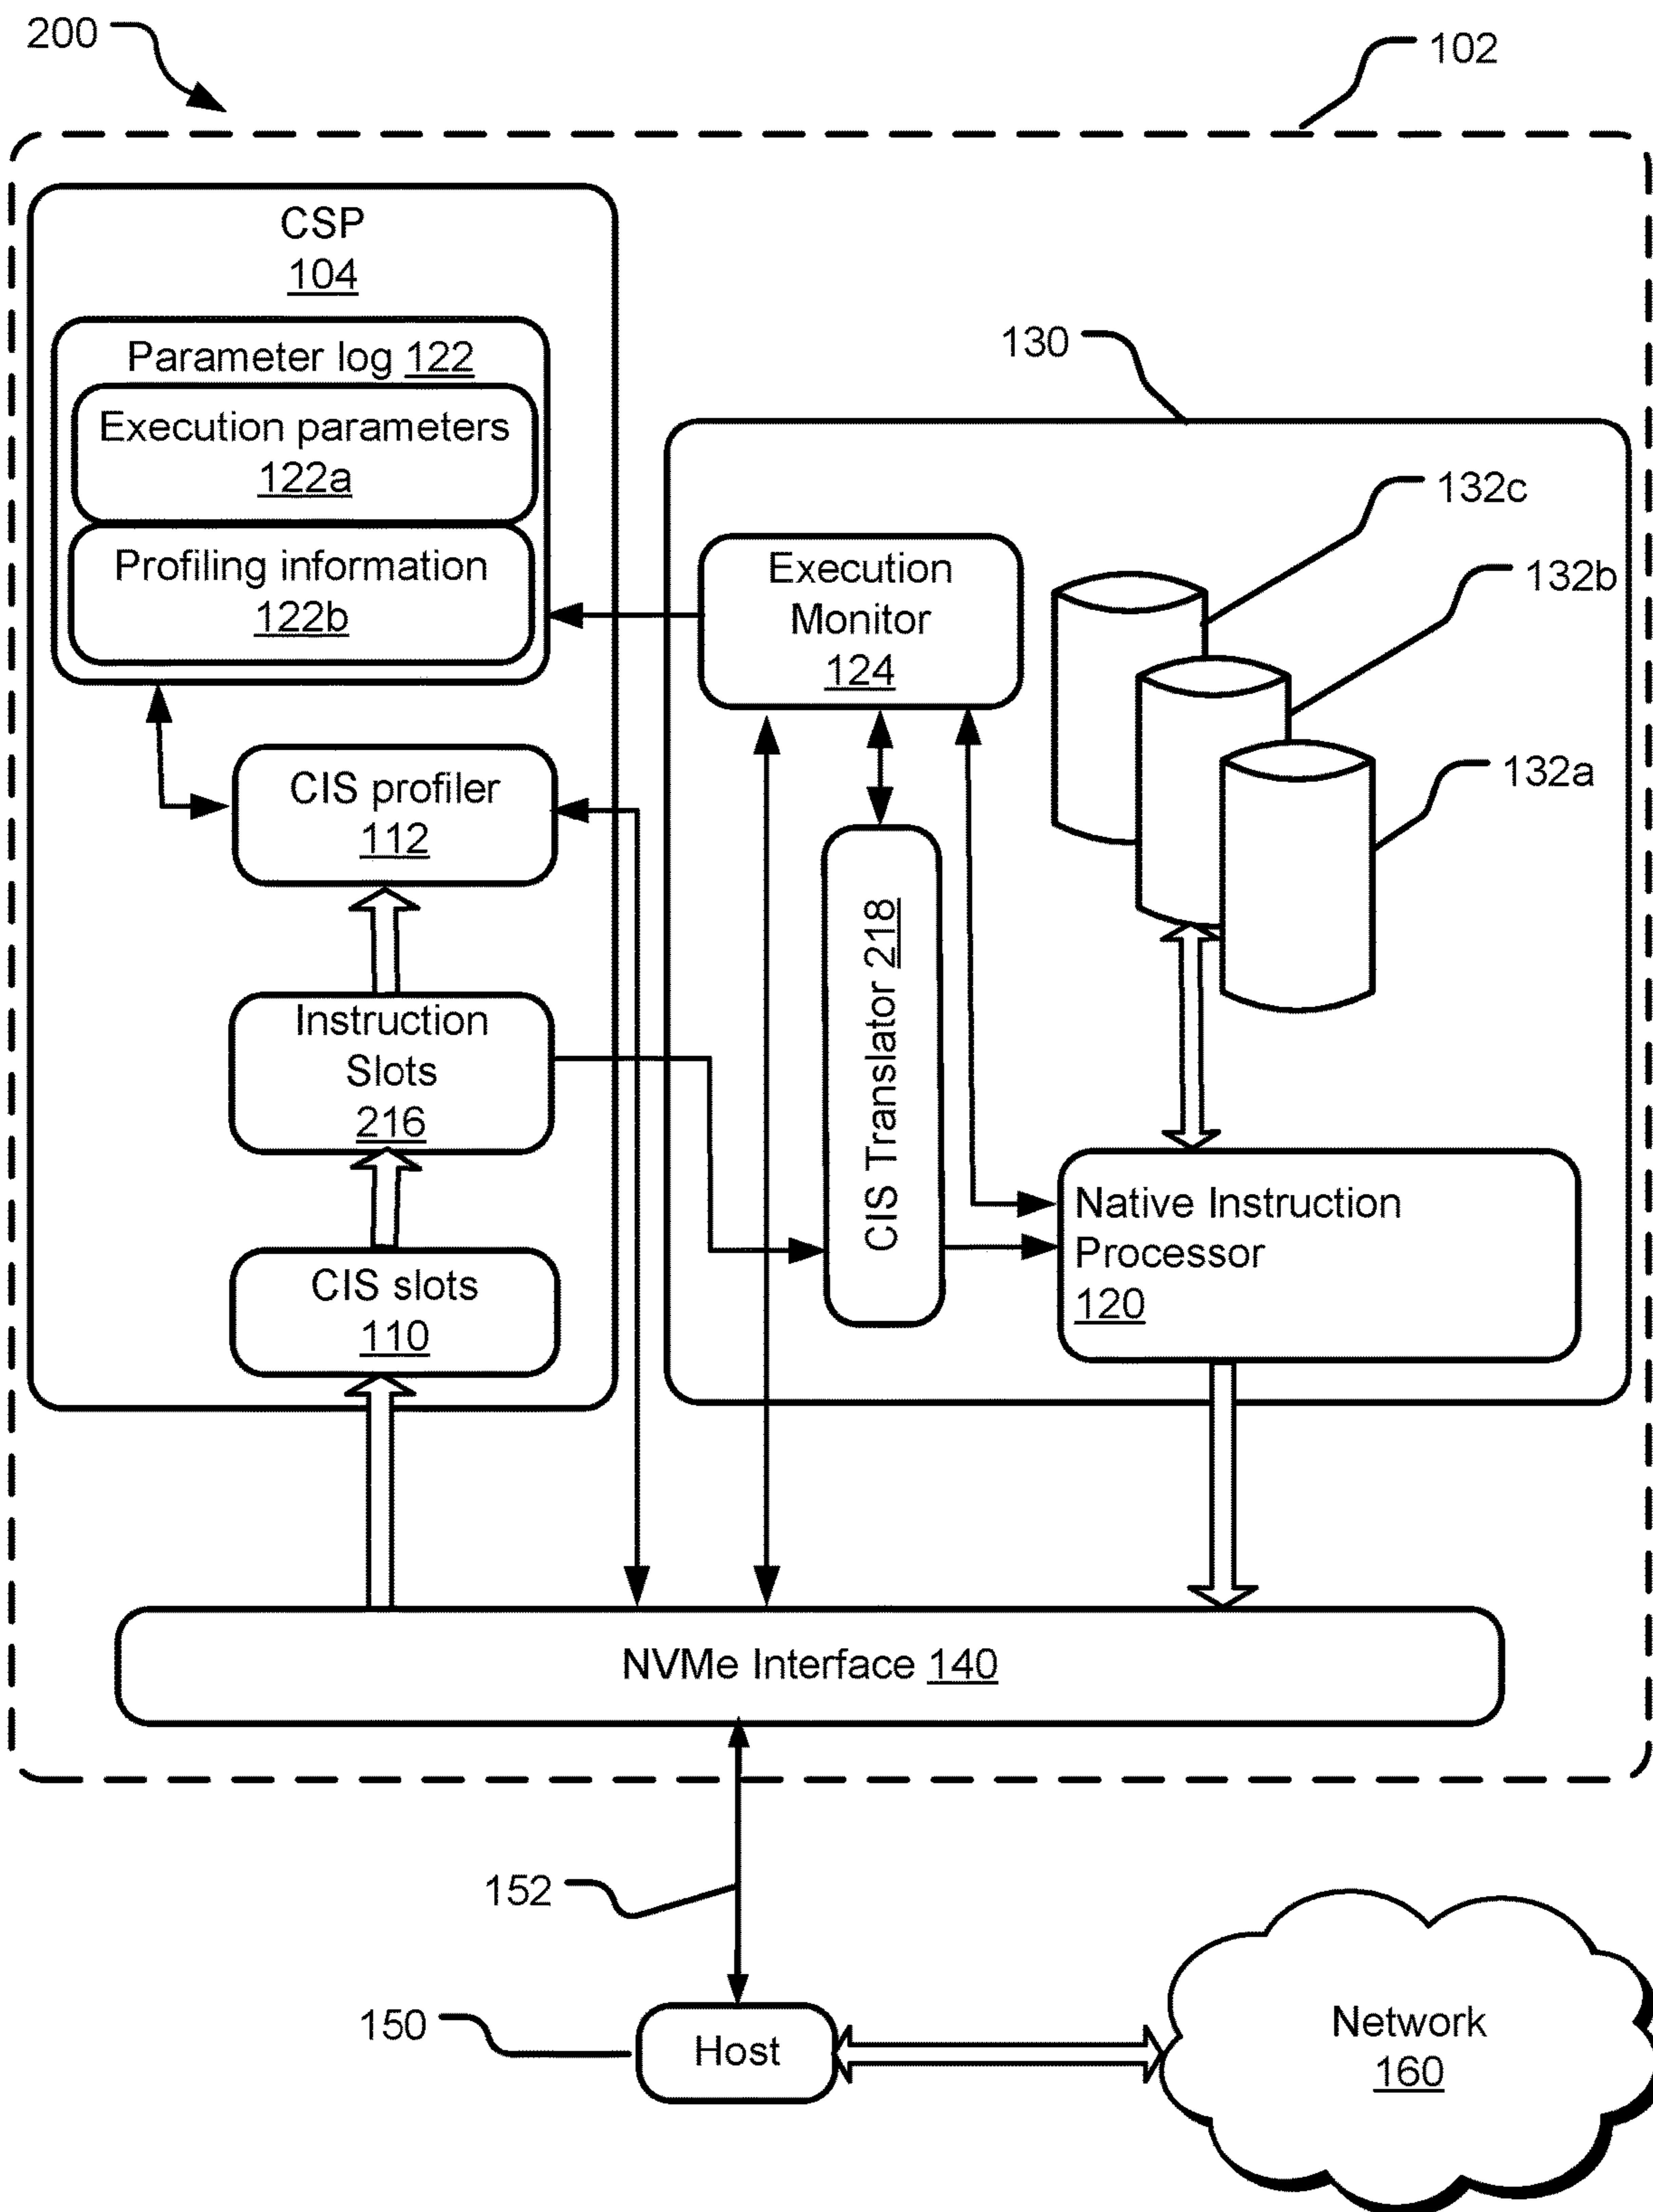 200
102
CSP
104
Parameter log 122
Execution parameters
122a
Profiling information
122b
130
132c
132b
132a
Execution
Monitor
124
CIS profiler
112
CIS Translator 218
Instruction
Slots
216
Native Instruction
Processor
120
CIS slots
110
NVMe Interface 140
152
150
Host
Network
160